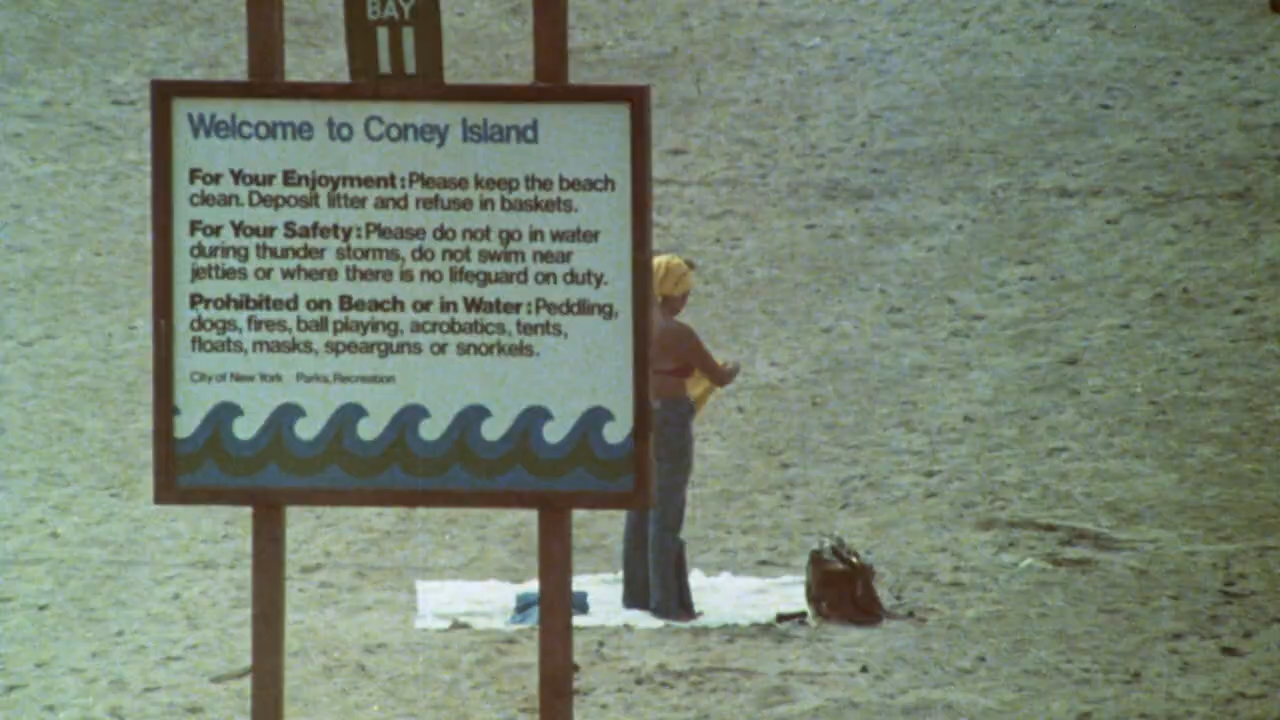 BAY
11
Welcome to Coney Island
For Your Enjoyment: Please keep the beach
clean. Deposit litter and refuse in baskets.
For Your Safety: Please do not go in water
during thunder storms, do not swim near
jetties or where there is no lifeguard on duty.
Prohibited on Beach or in Water: Peddling,
dogs, fires, ball playing, acrobatics, tents,
floats, masks, spearguns or snorkels.
City of New York Parks, Recreation